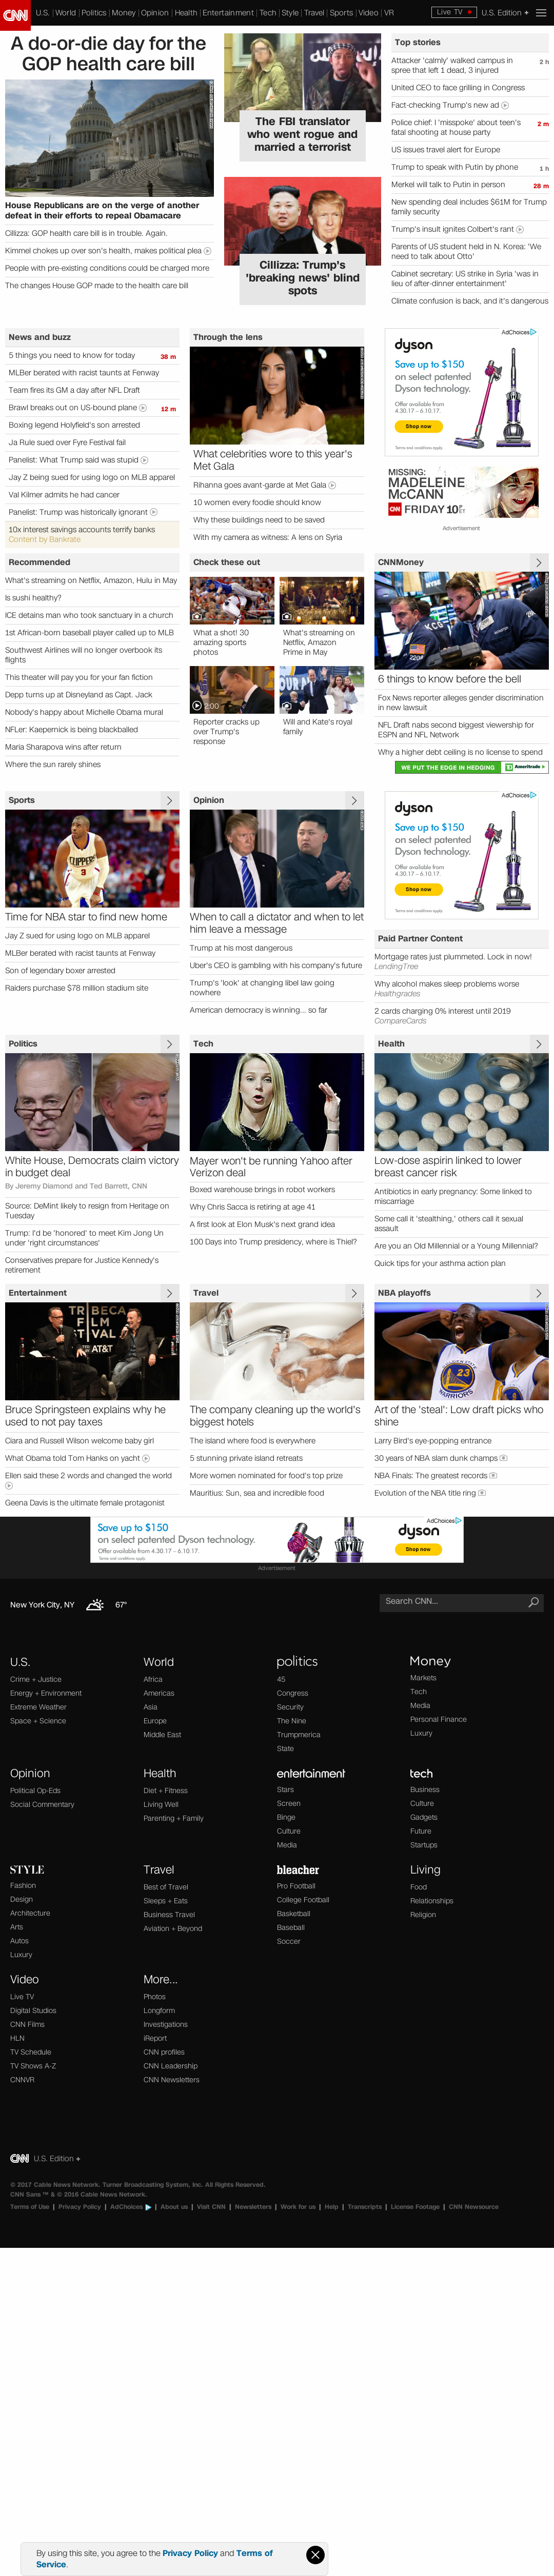 CNN
U.S. World Politics Money Opinion Health Entertainment Tech Style Travel Sports Video VR
Live TV
U.S. Edition +
A do-or-die day for the
GOP health care bill
House Republicans are on the verge of another
defeat in their efforts to repeal Obamacare
Cillizza: GOP health care bill is in trouble. Again.
Kimmel chokes up over son's health, makes political plea
People with pre-existing conditions could be charged more
The changes House GOP made to the health care bill
The FBI translator
who went rogue and
married a terrorist
Cillizza: Trump's
'breaking news' blind
spots
Top stories
Attacker 'calmly' walked campus in
spree that left 1 dead, 3 injured
2 h
United CEO to face grilling in Congress
Fact-checking Trump's new ad
Police chief: I 'misspoke' about teen's
fatal shooting at house party
2 m
US issues travel alert for Europe
Trump to speak with Putin by phone
1 h
Merkel will talk to Putin in person
28 m
New spending deal includes $61M for Trump
family security
Trump's insult ignites Colbert's rant
Parents of US student held in N. Korea: 'We
need to talk about Otto'
Cabinet secretary: US strike in Syria 'was in
lieu of after-dinner entertainment'
Climate confusion is back, and it's dangerous
News and buzz
5 things you need to know for today
38 m
MLBer berated with racist taunts at Fenway
Team fires its GM a day after NFL Draft
Brawl breaks out on US-bound plane
12 m
Boxing legend Holyfield's son arrested
Ja Rule sued over Fyre Festival fail
Panelist: What Trump said was stupid
Jay Z being sued for using logo on MLB apparel
Val Kilmer admits he had cancer
Panelist: Trump was historically ignorant
10x interest savings accounts terrify banks
Content by Bankrate
Through the lens
What celebrities wore to this year's
Met Gala
Rihanna goes avant-garde at Met Gala
10 women every foodie should know
Why these buildings need to be saved
With my camera as witness: A lens on Syria
AdChoices
dyson
Save up to $150
on select patented
Dyson technology.
Offer available from
4.30.17 – 6.10.17.
Shop now
Terms and conditions apply
MISSING:
MADELEINE
McCANN
CNN FRIDAY 10 ET
Advertisement
Recommended
What's streaming on Netflix, Amazon, Hulu in May
Is sushi healthy?
ICE detains man who took sanctuary in a church
1st African-born baseball player called up to MLB
Southwest Airlines will no longer overbook its
flights
This theater will pay you for your fan fiction
Depp turns up at Disneyland as Capt. Jack
Nobody's happy about Michelle Obama mural
NFLer: Kaepernick is being blackballed
Maria Sharapova wins after return
Where the sun rarely shines
Check these out
What a shot! 30
amazing sports
photos
What's streaming on
Netflix, Amazon
Prime in May
2:00
Reporter cracks up
over Trump's
response
Will and Kate's royal
family
CNNMoney
6 things to know before the bell
Fox News reporter alleges gender discrimination
in new lawsuit
NFL Draft nabs second biggest viewership for
ESPN and NFL Network
Why a higher debt ceiling is no license to spend
WE PUT THE EDGE IN HEDGING
Ameritrade
Sports
Time for NBA star to find new home
Jay Z sued for using logo on MLB apparel
MLBer berated with racist taunts at Fenway
Son of legendary boxer arrested
Raiders purchase $78 million stadium site
Opinion
When to call a dictator and when to let
him leave a message
Trump at his most dangerous
Uber's CEO is gambling with his company's future
Trump's 'look' at changing libel law going
nowhere
American democracy is winning... so far
AdChoices
dyson
Save up to $150
on select patented
Dyson technology.
Offer available from
4.30.17 – 6.10.17.
Shop now
Terms and conditions apply
Paid Partner Content
Mortgage rates just plummeted. Lock in now!
LendingTree
Why alcohol makes sleep problems worse
Healthgrades
2 cards charging 0% interest until 2019
CompareCards
Politics
White House, Democrats claim victory
in budget deal
By Jeremy Diamond and Ted Barrett, CNN
Source: DeMint likely to resign from Heritage on
Tuesday
Trump: I'd be 'honored' to meet Kim Jong Un
under 'right circumstances'
Conservatives prepare for Justice Kennedy's
retirement
Tech
Mayer won't be running Yahoo after
Verizon deal
Boxed warehouse brings in robot workers
Why Chris Sacca is retiring at age 41
A first look at Elon Musk's next grand idea
100 Days into Trump presidency, where is Thiel?
Health
Low-dose aspirin linked to lower
breast cancer risk
Antibiotics in early pregnancy: Some linked to
miscarriage
Some call it 'stealthing,' others call it sexual
assault
Are you an Old Millennial or a Young Millennial?
Quick tips for your asthma action plan
Entertainment
Bruce Springsteen explains why he
used to not pay taxes
Ciara and Russell Wilson welcome baby girl
What Obama told Tom Hanks on yacht
Ellen said these 2 words and changed the world
Geena Davis is the ultimate female protagonist
Travel
The company cleaning up the world's
biggest hotels
The island where food is everywhere
5 stunning private island retreats
More women nominated for food's top prize
Mauritius: Sun, sea and incredible food
NBA playoffs
Art of the 'steal': Low draft picks who
shine
Larry Bird's eye-popping entrance
30 years of NBA slam dunk champs
NBA Finals: The greatest records
Evolution of the NBA title ring
Save up to $150
on select patented Dyson technology.
Offer available from 4.30.17 – 6.10.17.
Terms and conditions apply
dyson
Shop now
AdChoices
Advertisement
New York City, NY
67°
Search CNN...
U.S.
Crime + Justice
Energy + Environment
Extreme Weather
Space + Science
World
Africa
Americas
Asia
Europe
Middle East
politics
45
Congress
Security
The Nine
Trumpmerica
State
Money
Markets
Tech
Media
Personal Finance
Luxury
Opinion
Political Op-Eds
Social Commentary
Health
Diet + Fitness
Living Well
Parenting + Family
entertainment
Stars
Screen
Binge
Culture
Media
tech
Business
Culture
Gadgets
Future
Startups
STYLE
Fashion
Design
Architecture
Arts
Autos
Luxury
Travel
Best of Travel
Sleeps + Eats
Business Travel
Aviation + Beyond
bleacher
Pro Football
College Football
Basketball
Baseball
Soccer
Living
Food
Relationships
Religion
Video
Live TV
Digital Studios
CNN Films
HLN
TV Schedule
TV Shows A-Z
CNNVR
More...
Photos
Longform
Investigations
iReport
CNN profiles
CNN Leadership
CNN Newsletters
CNN U.S. Edition +
© 2017 Cable News Network. Turner Broadcasting System, Inc. All Rights Reserved.
CNN Sans ™ & © 2016 Cable News Network.
Terms of Use | Privacy Policy | AdChoices | About us | Visit CNN | Newsletters | Work for us | Help | Transcripts | License Footage | CNN Newsource
By using this site, you agree to the Privacy Policy and Terms of
Service.